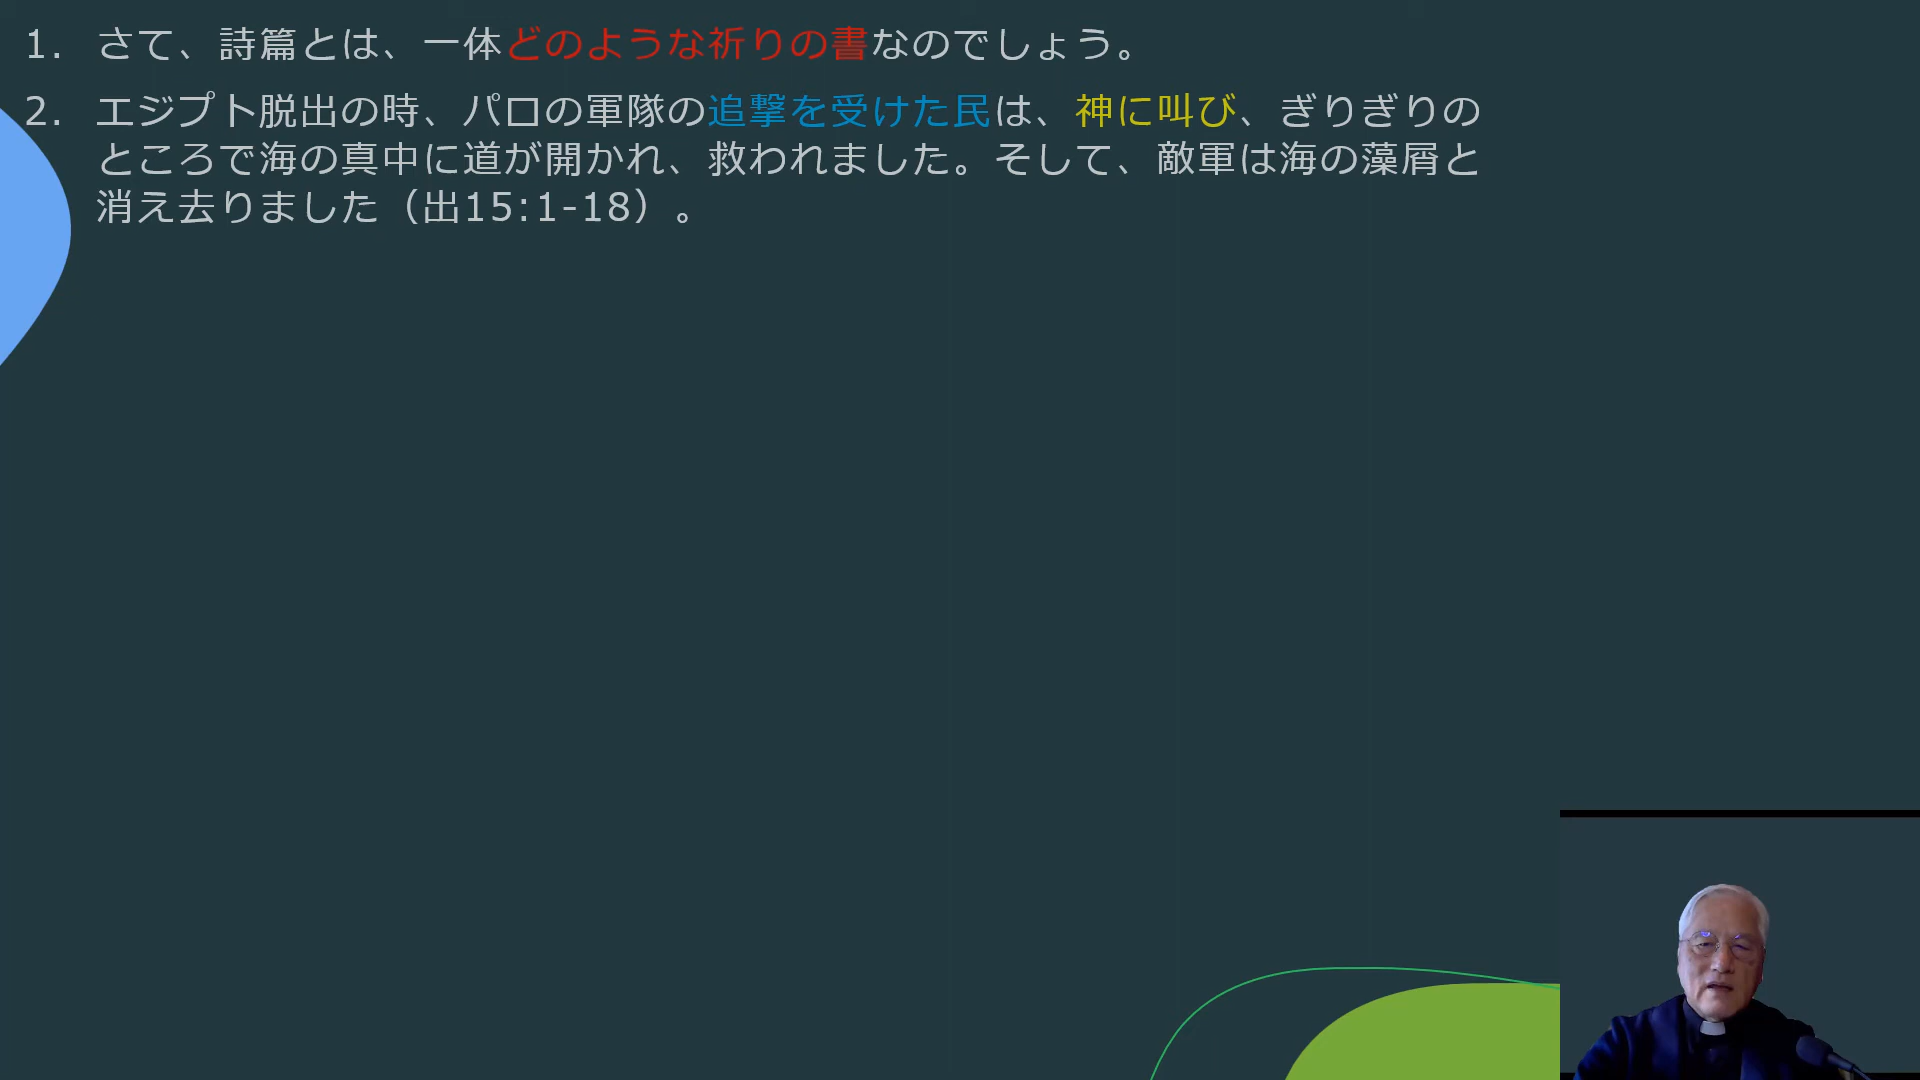 1. さて、詩篇とは、一体どのような祈りの書なのでしょう。
2. エジプト脱出の時、パロの軍隊の追撃を受けた民は、神に叫び、ぎりぎりの
ところで海の真中に道が開かれ、救われました。そして、敵軍は海の藻屑と
消え去りました（出15:1-18）。